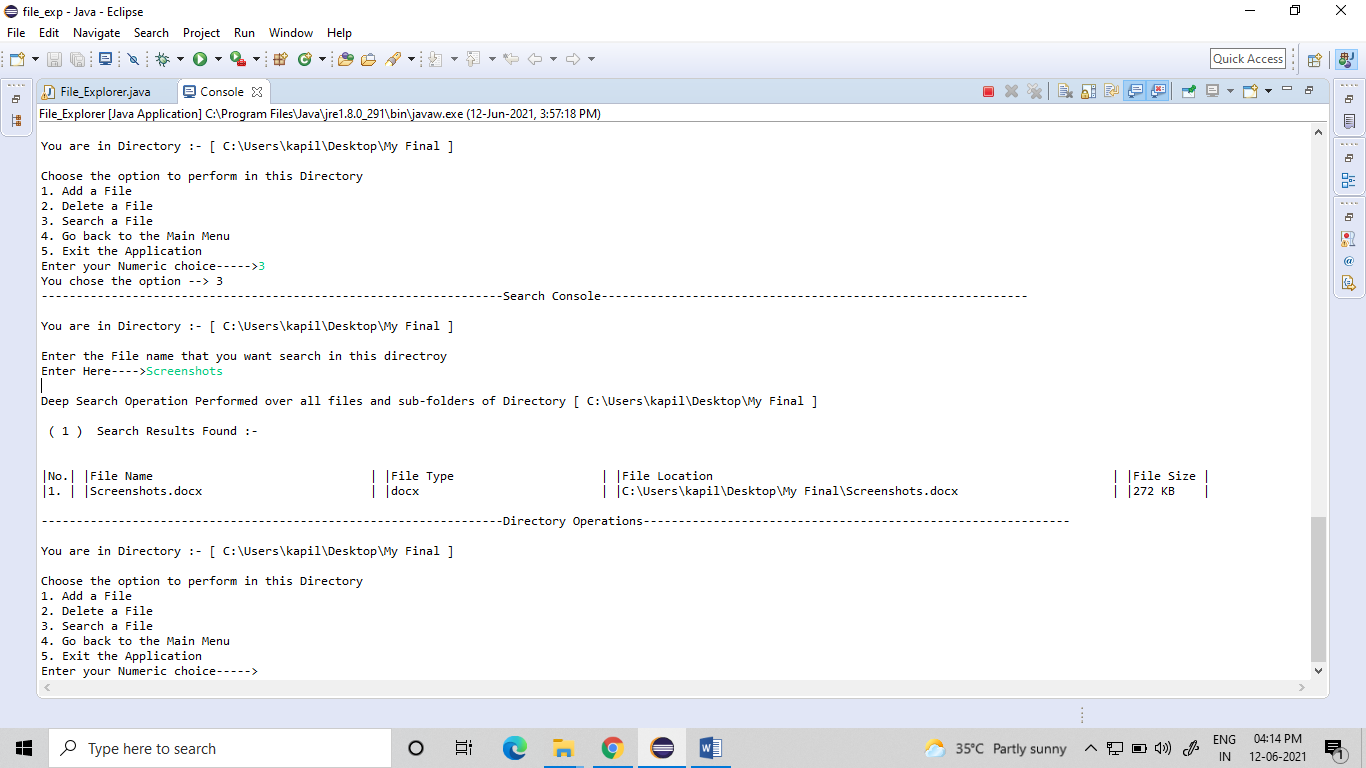 file_exp - Java - Eclipse
File Edit Navigate Search Project Run Window Help
Quick Access
File_Explorer.java Console
File_Explorer [Java Application] C:\Program Files\Java\jre1.8.0_291\bin\javaw.exe (12-Jun-2021, 3:57:18 PM)
You are in Directory :- [ C:\Users\kapil\Desktop\My Final ]
Choose the option to perform in this Directory
1. Add a File
2. Delete a File
3. Search a File
4. Go back to the Main Menu
5. Exit the Application
Enter your Numeric choice----->3
You chose the option --> 3
------------------------------------------------------------------Search Console-------------------------------------------------------------
You are in Directory :- [ C:\Users\kapil\Desktop\My Final ]
Enter the File name that you want search in this directroy
Enter Here---->Screenshots
Deep Search Operation Performed over all files and sub-folders of Directory [ C:\Users\kapil\Desktop\My Final ]
( 1 )  Search Results Found :-
|No.| |File Name | |File Type | |File Location | |File Size |
|1. | |Screenshots.docx | |docx | |C:\Users\kapil\Desktop\My Final\Screenshots.docx | |272 KB |
------------------------------------------------------------------Directory Operations-------------------------------------------------------------
You are in Directory :- [ C:\Users\kapil\Desktop\My Final ]
Choose the option to perform in this Directory
1. Add a File
2. Delete a File
3. Search a File
4. Go back to the Main Menu
5. Exit the Application
Enter your Numeric choice----->
Type here to search
35°C Partly sunny
ENG
IN
04:14 PM
12-06-2021
1